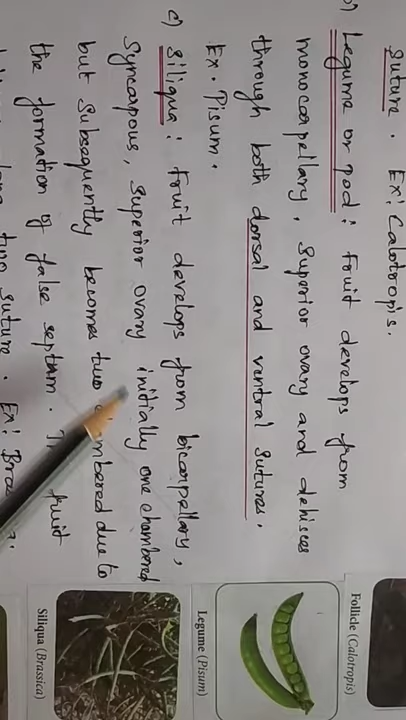 suture. Ex: Calotropis.
b) Legume or pod: Fruit develops from
monocarpellary, superior ovary and dehisces
through both dorsal and ventral sutures.
Ex. Pisum.
c) Siliqua: Fruit develops from bicarpellary,
syncarpous, superior ovary initially one chambered
but subsequently becomes two chambered due to
the formation of false septum. The fruit
suture. Ex:
Follicle (Calotropis)
Legume (Pisum)
Siliqua (Brassica)